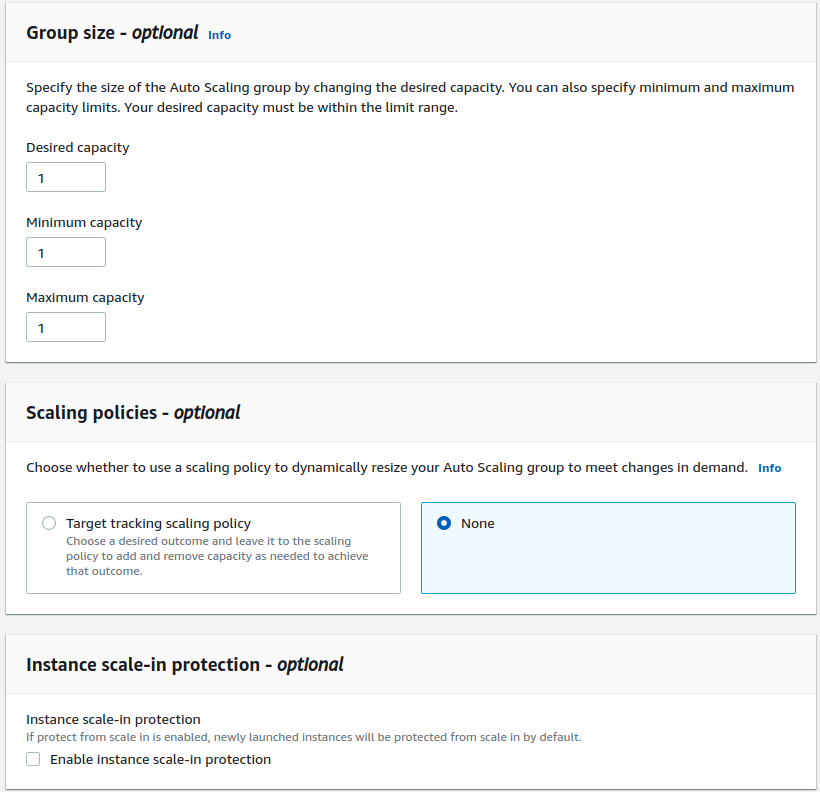 Group size - optional Info
Specify the size of the Auto Scaling group by changing the desired capacity. You can also specify minimum and maximum
capacity limits. Your desired capacity must be within the limit range.
Desired capacity
1
Minimum capacity
1
Maximum capacity
1
Scaling policies - optional
Choose whether to use a scaling policy to dynamically resize your Auto Scaling group to meet changes in demand. Info
Target tracking scaling policy
Choose a desired outcome and leave it to the scaling
policy to add and remove capacity as needed to achieve
that outcome.
None
Instance scale-in protection - optional
Instance scale-in protection
If protect from scale in is enabled, newly launched instances will be protected from scale in by default.
Enable instance scale-in protection